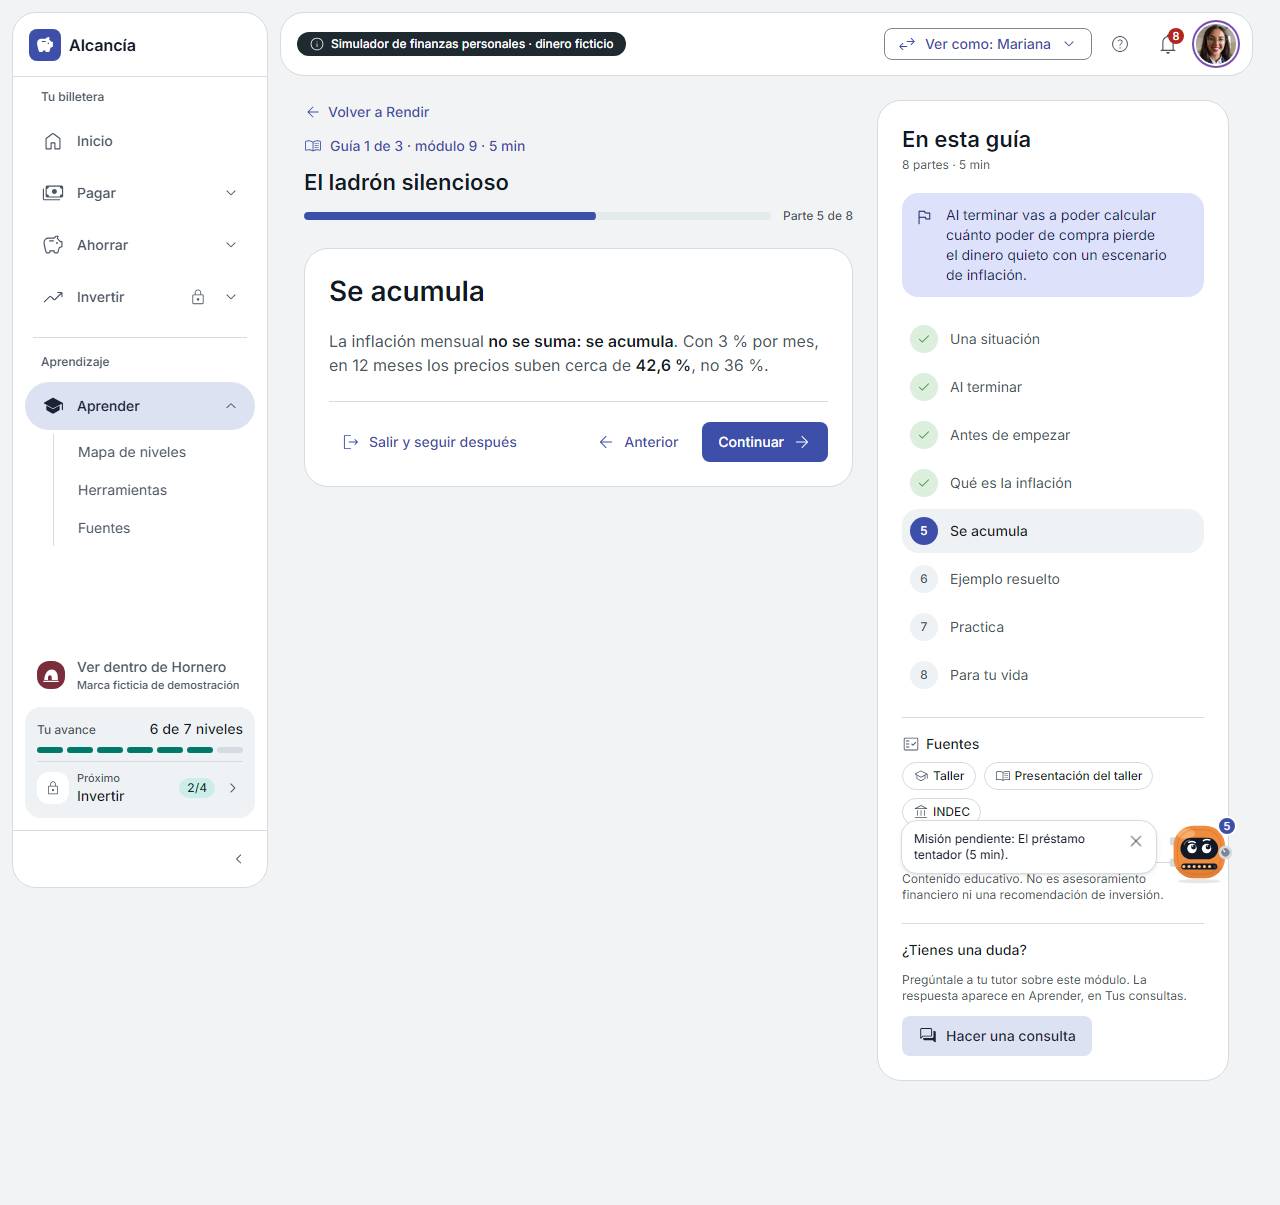 Alcancía
Simulador de finanzas personales · dinero ficticio
Ver como: Mariana
8
Tu billetera
Inicio
Pagar
Ahorrar
Invertir
Aprendizaje
Aprender
Mapa de niveles
Herramientas
Fuentes
Ver dentro de Hornero
Marca ficticia de demostración
Tu avance
6 de 7 niveles
Próximo
Invertir
2/4
Volver a Rendir
Guía 1 de 3 · módulo 9 · 5 min
El ladrón silencioso
Parte 5 de 8
Se acumula
La inflación mensual no se suma: se acumula. Con 3 % por mes,
en 12 meses los precios suben cerca de 42,6 %, no 36 %.
Salir y seguir después
Anterior
Continuar
En esta guía
8 partes · 5 min
Al terminar vas a poder calcular
cuánto poder de compra pierde
el dinero quieto con un escenario
de inflación.
Una situación
Al terminar
Antes de empezar
Qué es la inflación
5 Se acumula
6 Ejemplo resuelto
7 Practica
8 Para tu vida
Fuentes
Taller
Presentación del taller
INDEC
Misión pendiente: El préstamo
tentador (5 min).
5
Contenido educativo. No es asesoramiento
financiero ni una recomendación de inversión.
¿Tienes una duda?
Pregúntale a tu tutor sobre este módulo. La
respuesta aparece en Aprender, en Tus consultas.
Hacer una consulta